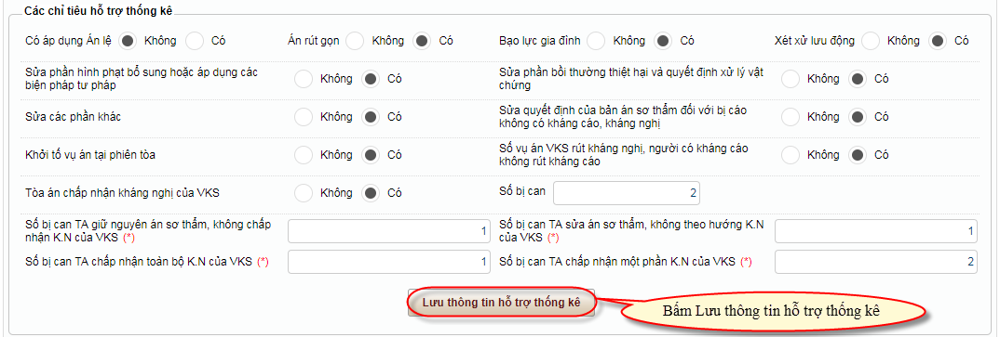 Các chỉ tiêu hỗ trợ thống kê
Có áp dụng Án lệ Không Có Án rút gọn Không Có Bạo lực gia đình Không Có Xét xử lưu động Không Có
Sửa phần hình phạt bổ sung hoặc áp dụng các
biện pháp tư pháp
Không Có
Sửa phần bồi thường thiệt hại và quyết định xử lý vật
chứng
Không Có
Sửa các phần khác Không Có
Sửa quyết định của bản án sơ thẩm đối với bị cáo
không có kháng cáo, kháng nghị
Không Có
Khởi tố vụ án tại phiên tòa Không Có
Số vụ án VKS rút kháng nghị, người có kháng cáo
không rút kháng cáo
Không Có
Tòa án chấp nhận kháng nghị của VKS Không Có Số bị can 2
Số bị can TA giữ nguyên án sơ thẩm, không chấp
nhận K.N của VKS (*)
1
Số bị can TA sửa án sơ thẩm, không theo hướng K.N
của VKS (*)
1
Số bị can TA chấp nhận toàn bộ K.N của VKS (*) 1 Số bị can TA chấp nhận một phần K.N của VKS (*) 2
Lưu thông tin hỗ trợ thống kê
Bấm Lưu thông tin hỗ trợ thống kê